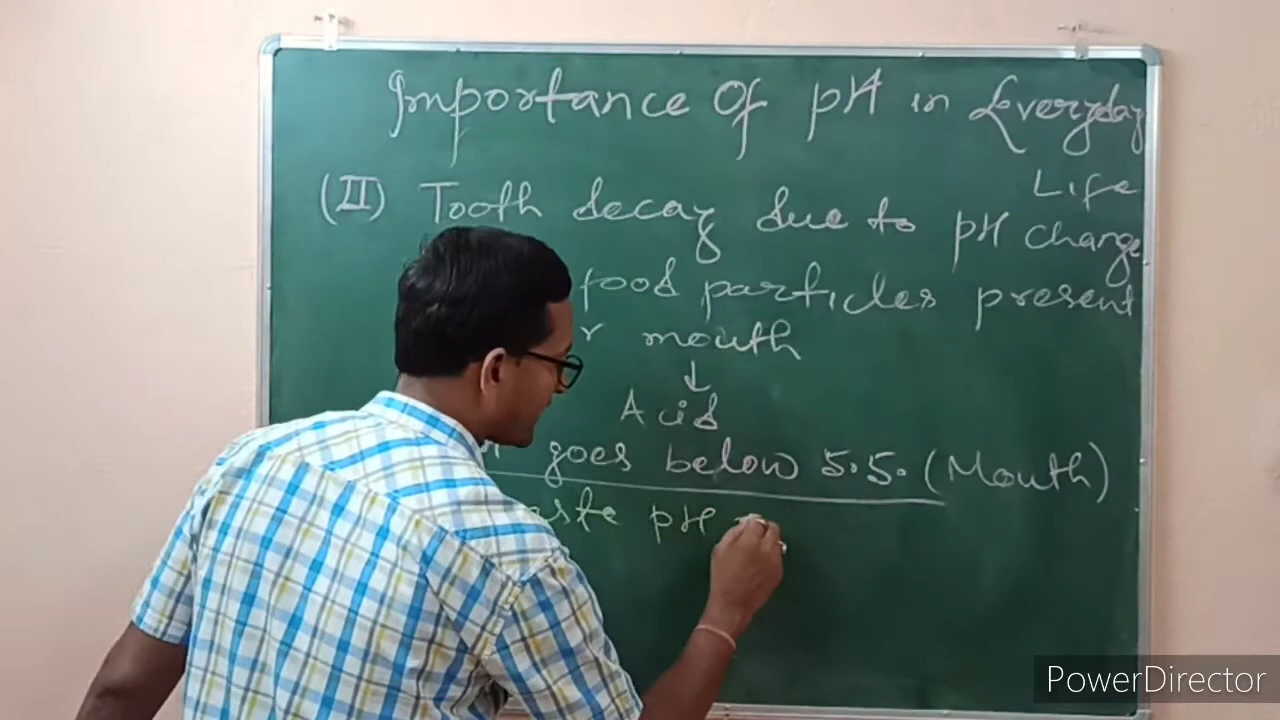 Importance Of pH in Everyday
Life
(II) Tooth decay due to pH change
food particles present
r mouth
↓
Acid
goes below 5.5. (Mouth)
aste pH
PowerDirector